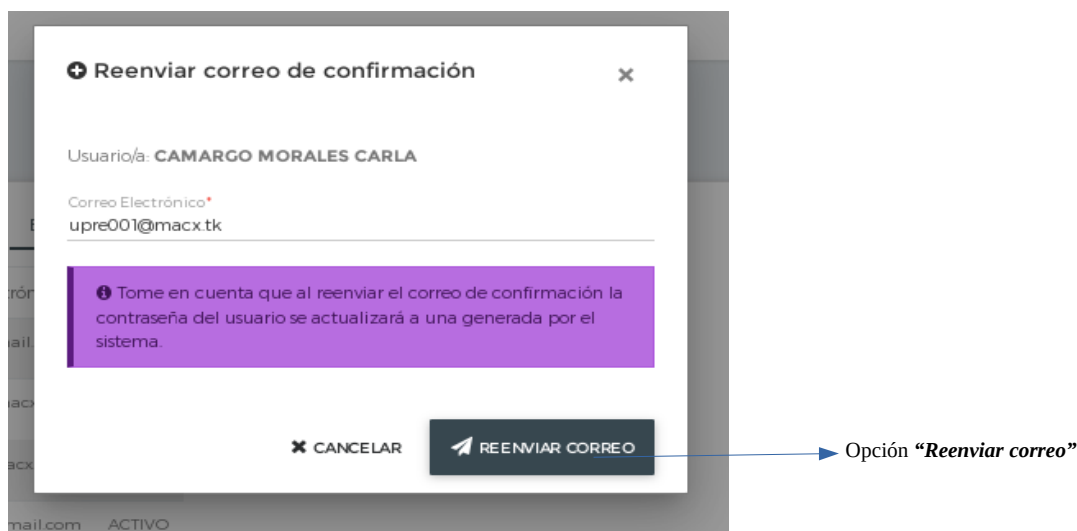 Reenviar correo de confirmación
Usuario/a: CAMARGO MORALES CARLA
Correo Electrónico*
upre001@macx.tk
Tome en cuenta que al reenviar el correo de confirmación la
contraseña del usuario se actualizará a una generada por el
sistema.
CANCELAR
REENVIAR CORREO
Opción “Reenviar correo”
mail.com ACTIVO